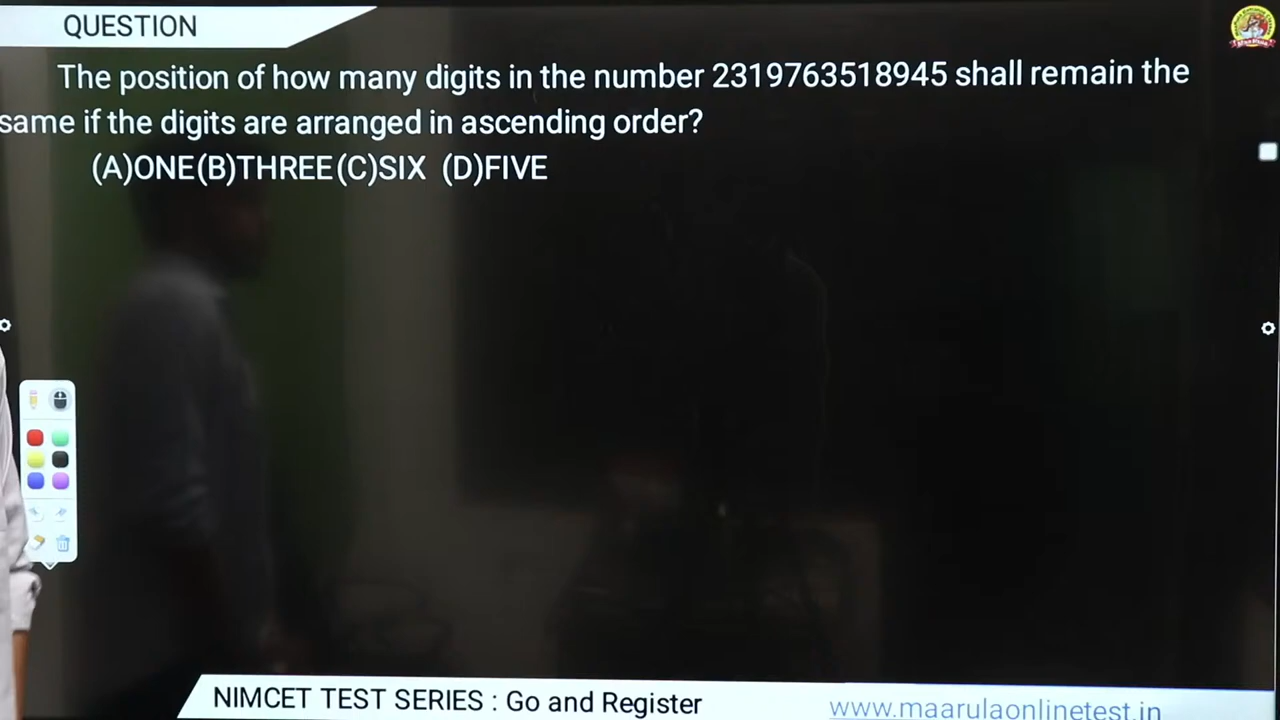 QUESTION
The position of how many digits in the number 2319763518945 shall remain the
same if the digits are arranged in ascending order?
(A)ONE(B)THREE(C)SIX (D)FIVE
NIMCET TEST SERIES : Go and Register
www.maarulaonlinetest.in